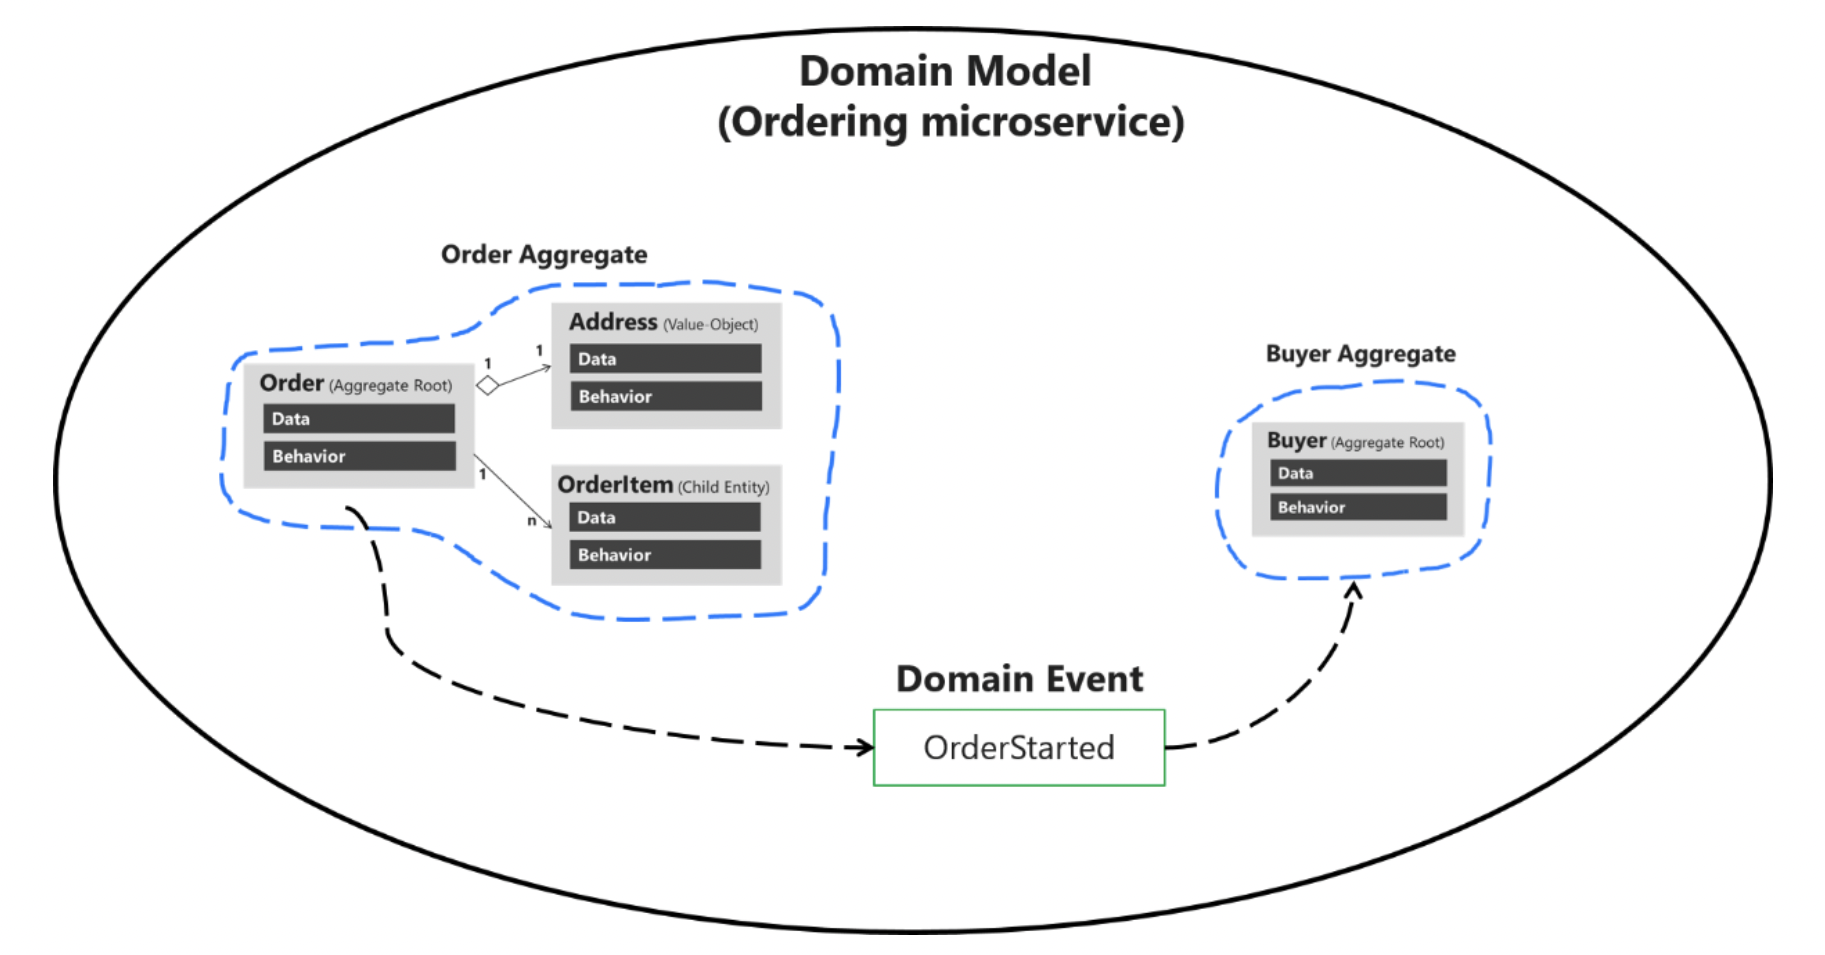 Domain Model
(Ordering microservice)
Order Aggregate
Address (Value-Object)
Data
Behavior
1
1
Order (Aggregate Root)
Data
Behavior
1
n
OrderItem (Child Entity)
Data
Behavior
Buyer Aggregate
Buyer (Aggregate Root)
Data
Behavior
Domain Event
OrderStarted